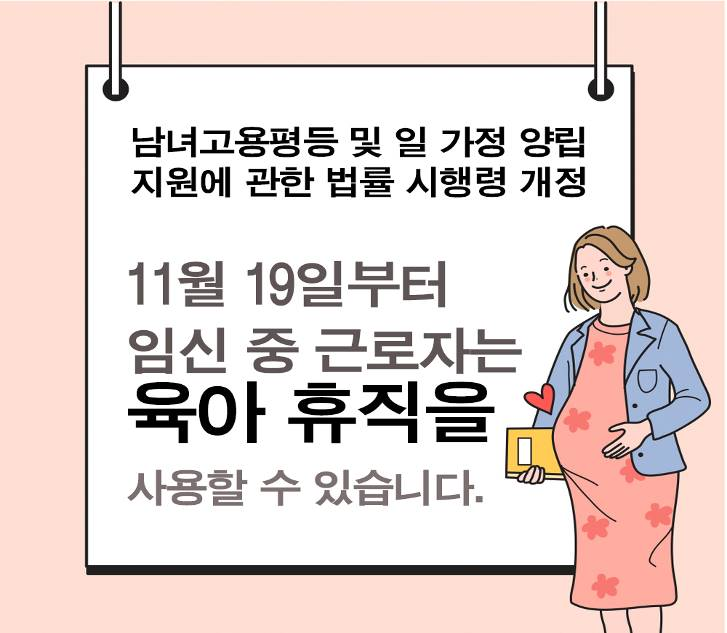 남녀고용평등 및 일 가정 양립
지원에 관한 법률 시행령 개정
11월 19일부터
임신 중 근로자는
육아 휴직을
사용할 수 있습니다.